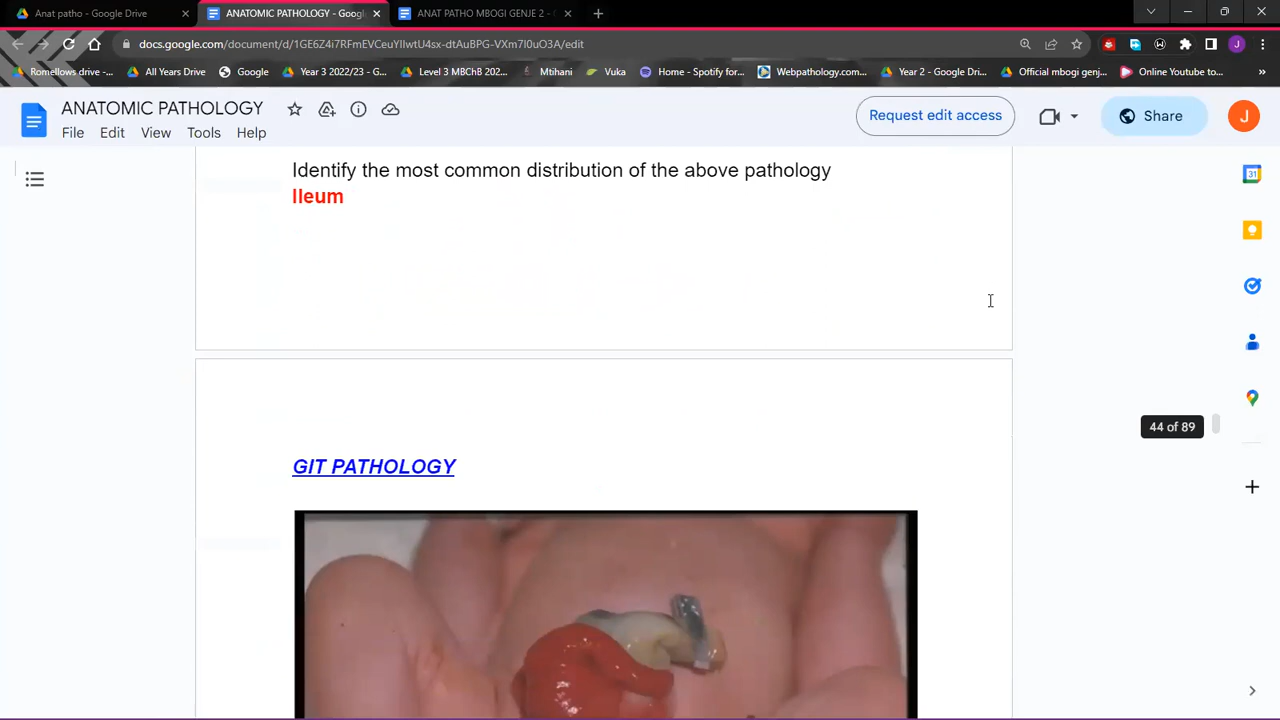 Anat patho - Google Drive
ANATOMIC PATHOLOGY - Googl
ANAT PATHO MBOGI GENJE 2 -
docs.google.com/document/d/1GE6Z4i7RFmEVCeuYIlwtU4sx-dtAuBPG-VXm7I0uO3A/edit
Romellows drive -...
All Years Drive
Google
Year 3 2022/23 - G...
Level 3 MBChB 202...
Mtihani
Vuka
Home - Spotify for...
Webpathology.com...
Year 2 - Google Dri...
Official mbogi genj...
Online Youtube to...
»
ANATOMIC PATHOLOGY
File Edit View Tools Help
Request edit access
Share
J
31
Identify the most common distribution of the above pathology
Ileum
44 of 89
GIT PATHOLOGY